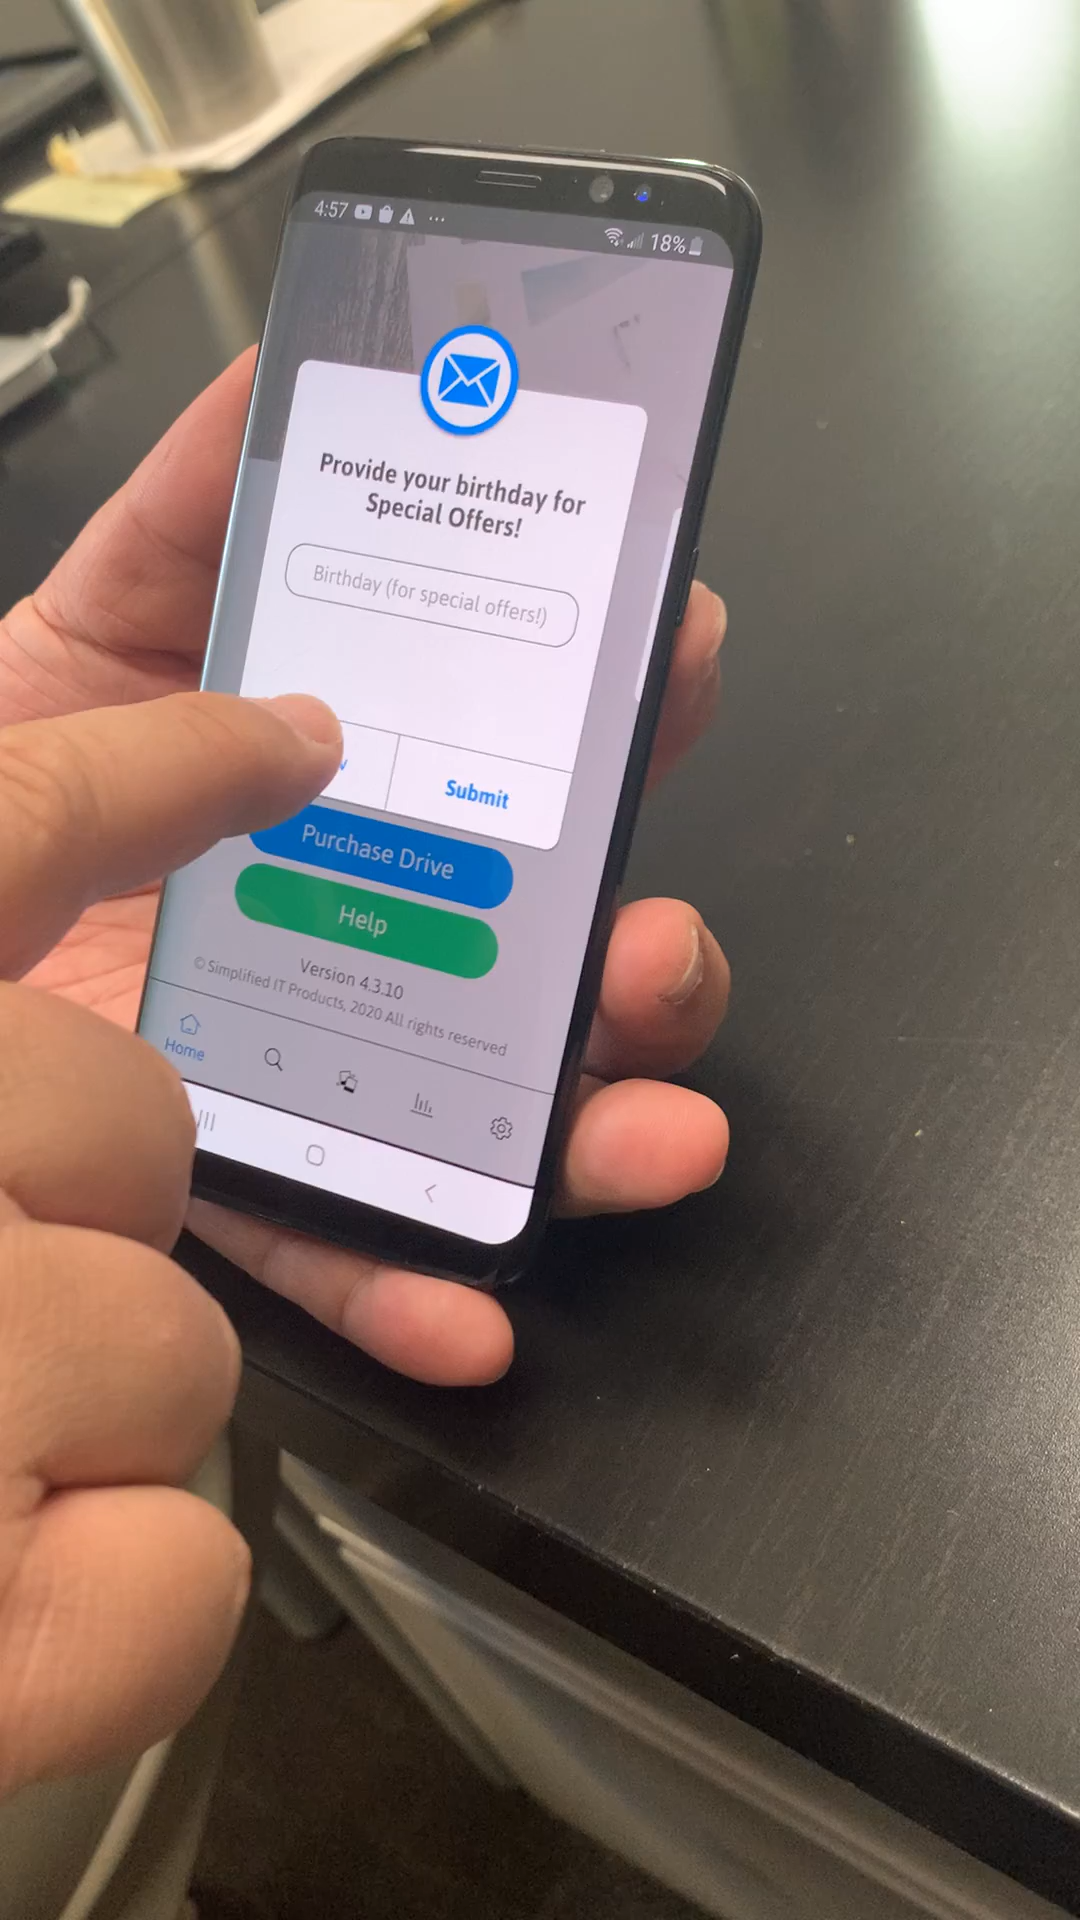 4:57
18%
Provide your birthday for
Special Offers!
Birthday (for special offers!)
Submit
Purchase Drive
Help
Version 4.3.10
© Simplified IT Products, 2020 All rights reserved
Home